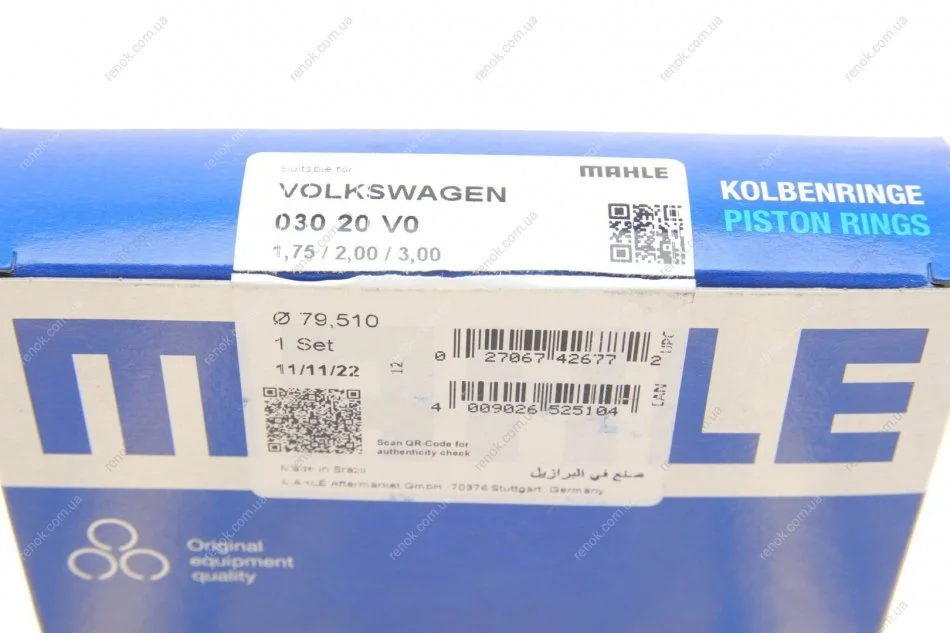 Suitable for
MAHLE
VOLKSWAGEN
030 20 V0
1,75 / 2,00 / 3,00
KOLBENRINGE
PISTON RINGS
Ø 79,510
1 Set
11/11/22
12
0 27067 42677 2
UPC
4 009026 525104
EAN
Scan QR-Code for
authenticity check
Made in Brazil
صنع في البرازيل
MAHLE Aftermarket GmbH, 70376 Stuttgart, Germany
MAHLE
Original
equipment
quality
renok.com.ua